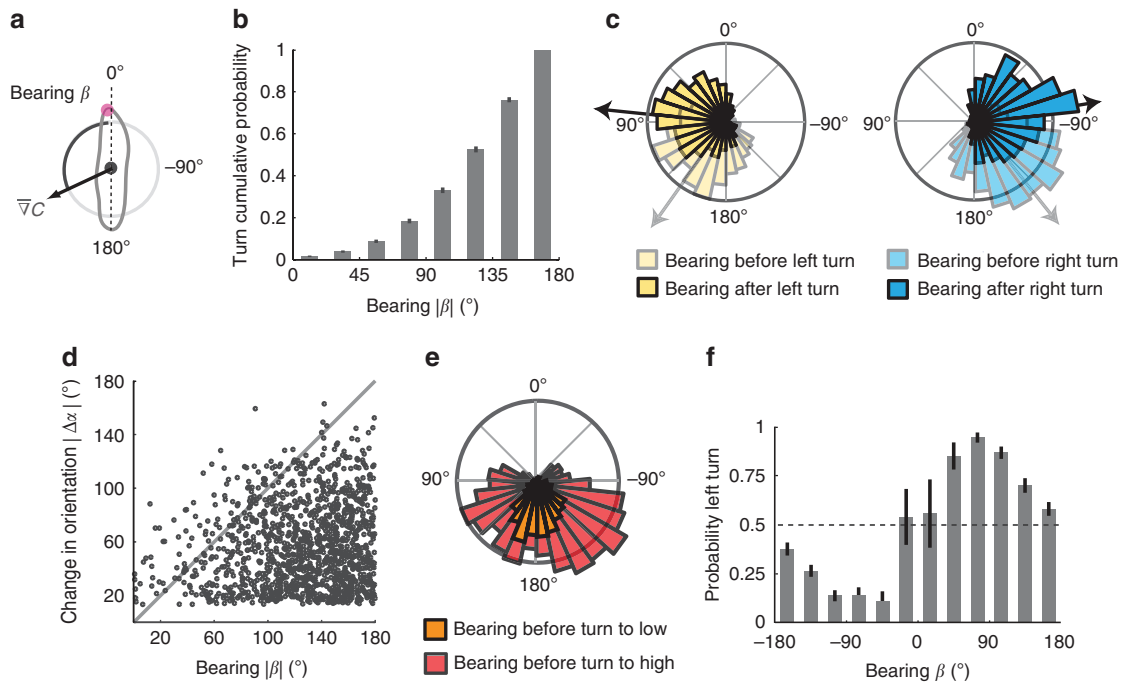 a
0°
Bearing β
−90°
∇C
180°
b
Turn cumulative probability
1
0.8
0.6
0.4
0.2
0
0 45 90 135 180
Bearing |β| (°)
c
0°
90°
−90°
180°
0°
90°
−90°
180°
Bearing before left turn
Bearing after left turn
Bearing before right turn
Bearing after right turn
d
Change in orientation | Δα | (°)
180
140
100
60
20
20 60 100 140 180
Bearing |β| (°)
e
0°
90°
−90°
180°
Bearing before turn to low
Bearing before turn to high
f
Probability left turn
1
0.75
0.5
0.25
0
−180 −90 0 90 180
Bearing β (°)